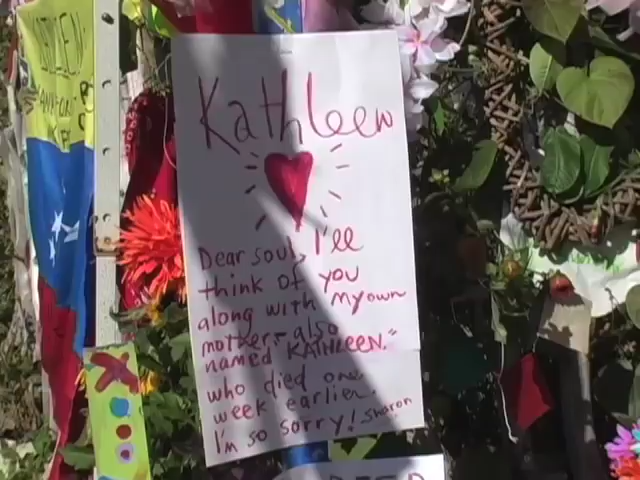 Kathleen
Dear soul, I'll
think of you
along with my own
mother - also
named KATHLEEN."
who died one
week earlier.
I'm so sorry! Sharon